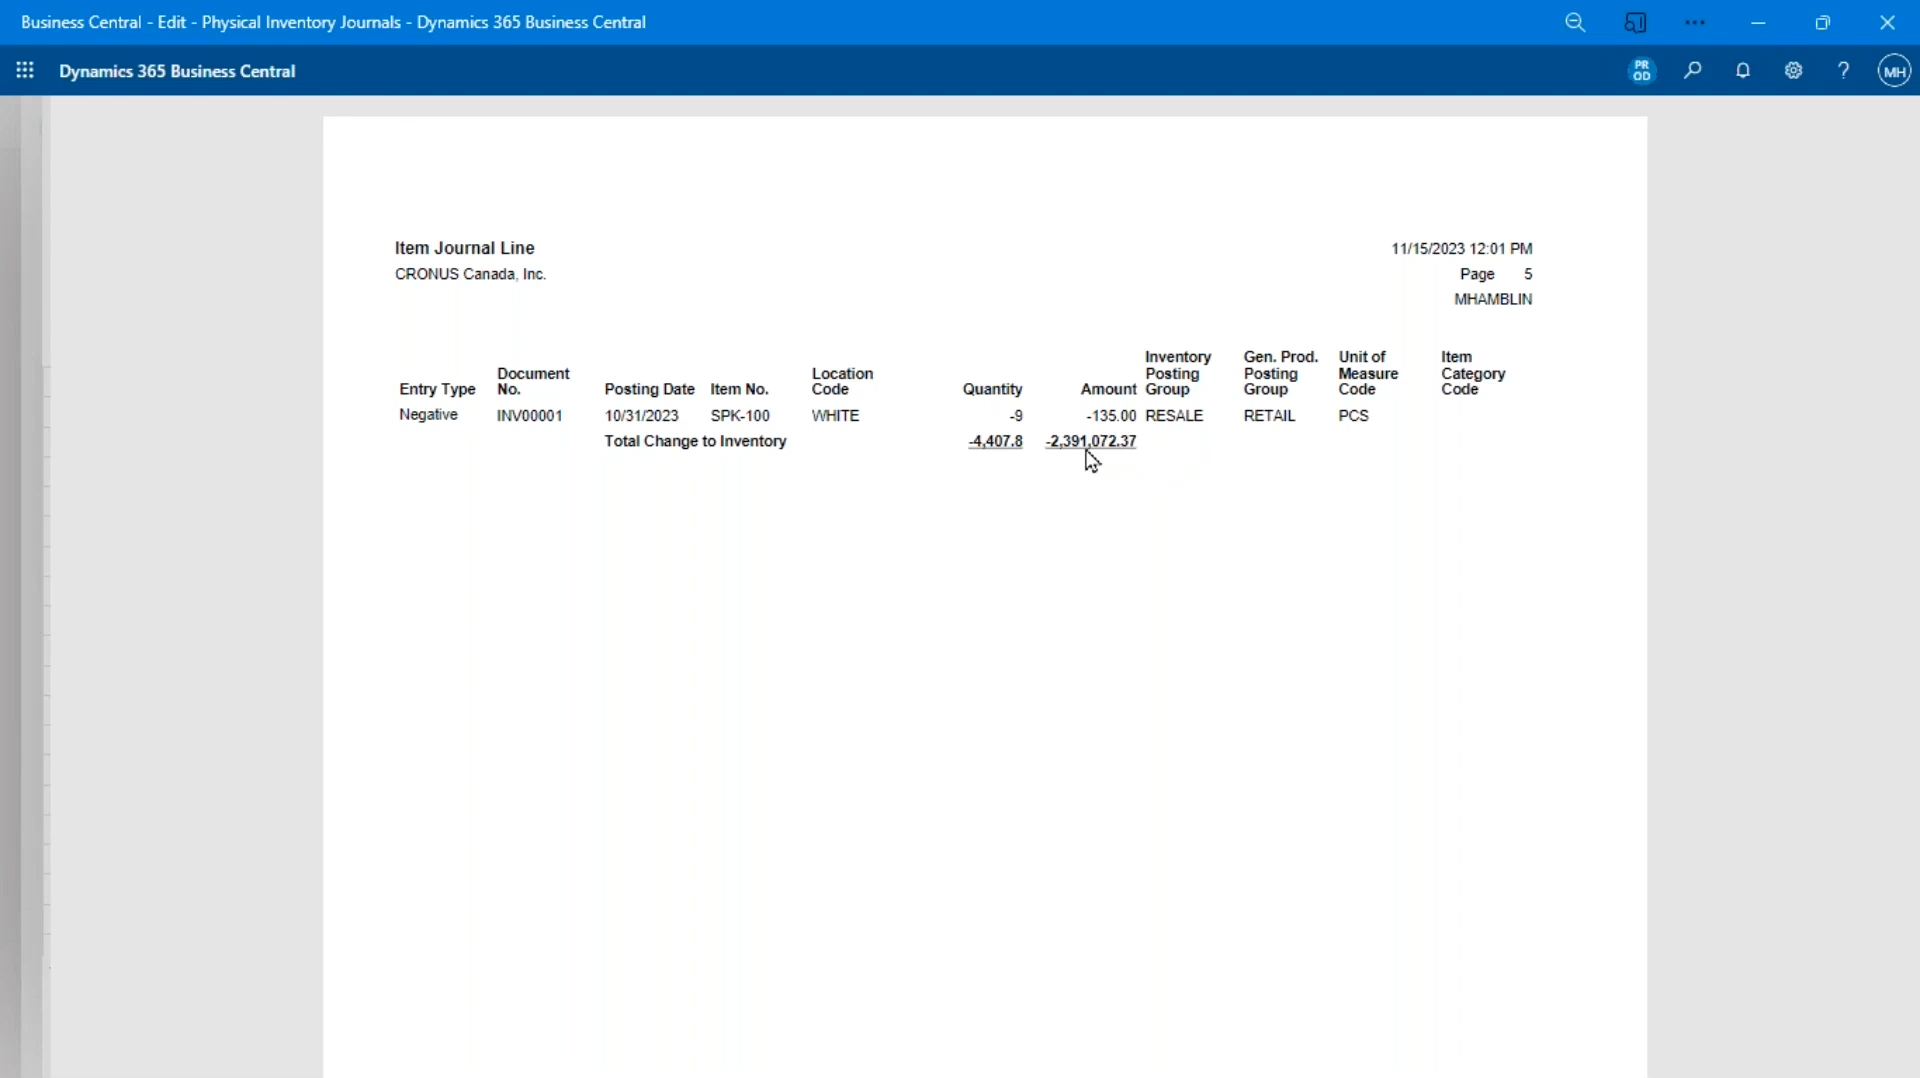 Business Central - Edit - Physical Inventory Journals - Dynamics 365 Business Central
Dynamics 365 Business Central
PR
OD
?
MH
Item Journal Line
11/15/2023 12:01 PM
CRONUS Canada, Inc.
Page 5
MHAMBLIN
Entry Type Document No. Posting Date Item No. Location Code Quantity Amount Inventory Posting Group Gen. Prod. Posting Group Unit of Measure Code Item Category Code
Negative INV00001 10/31/2023 SPK-100 WHITE -9 -135.00 RESALE RETAIL PCS
Total Change to Inventory -4,407.8 -2,391,072.37